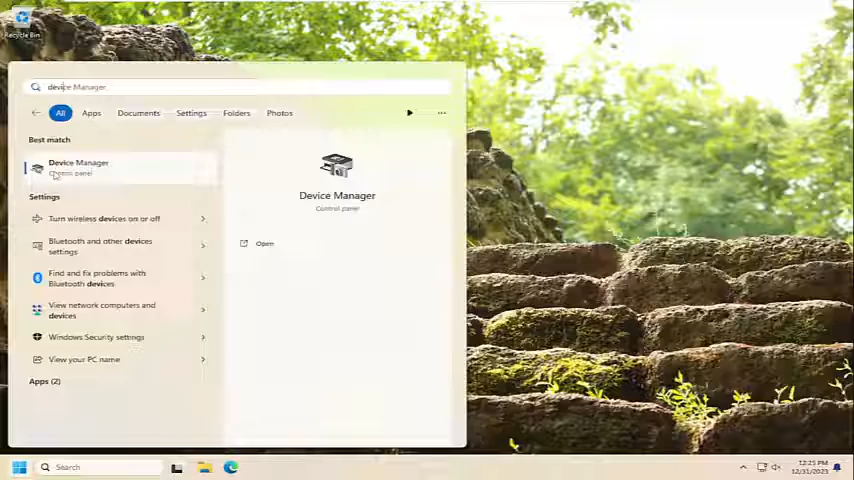 Recycle Bin
device Manager
All
Apps
Documents
Settings
Folders
Photos
Best match
Device Manager
Control panel
Device Manager
Control panel
Open
Settings
Turn wireless devices on or off
Bluetooth and other devices
settings
Find and fix problems with
Bluetooth devices
View network computers and
devices
Windows Security settings
View your PC name
Apps (2)
Search
12:25 PM
12/31/2023